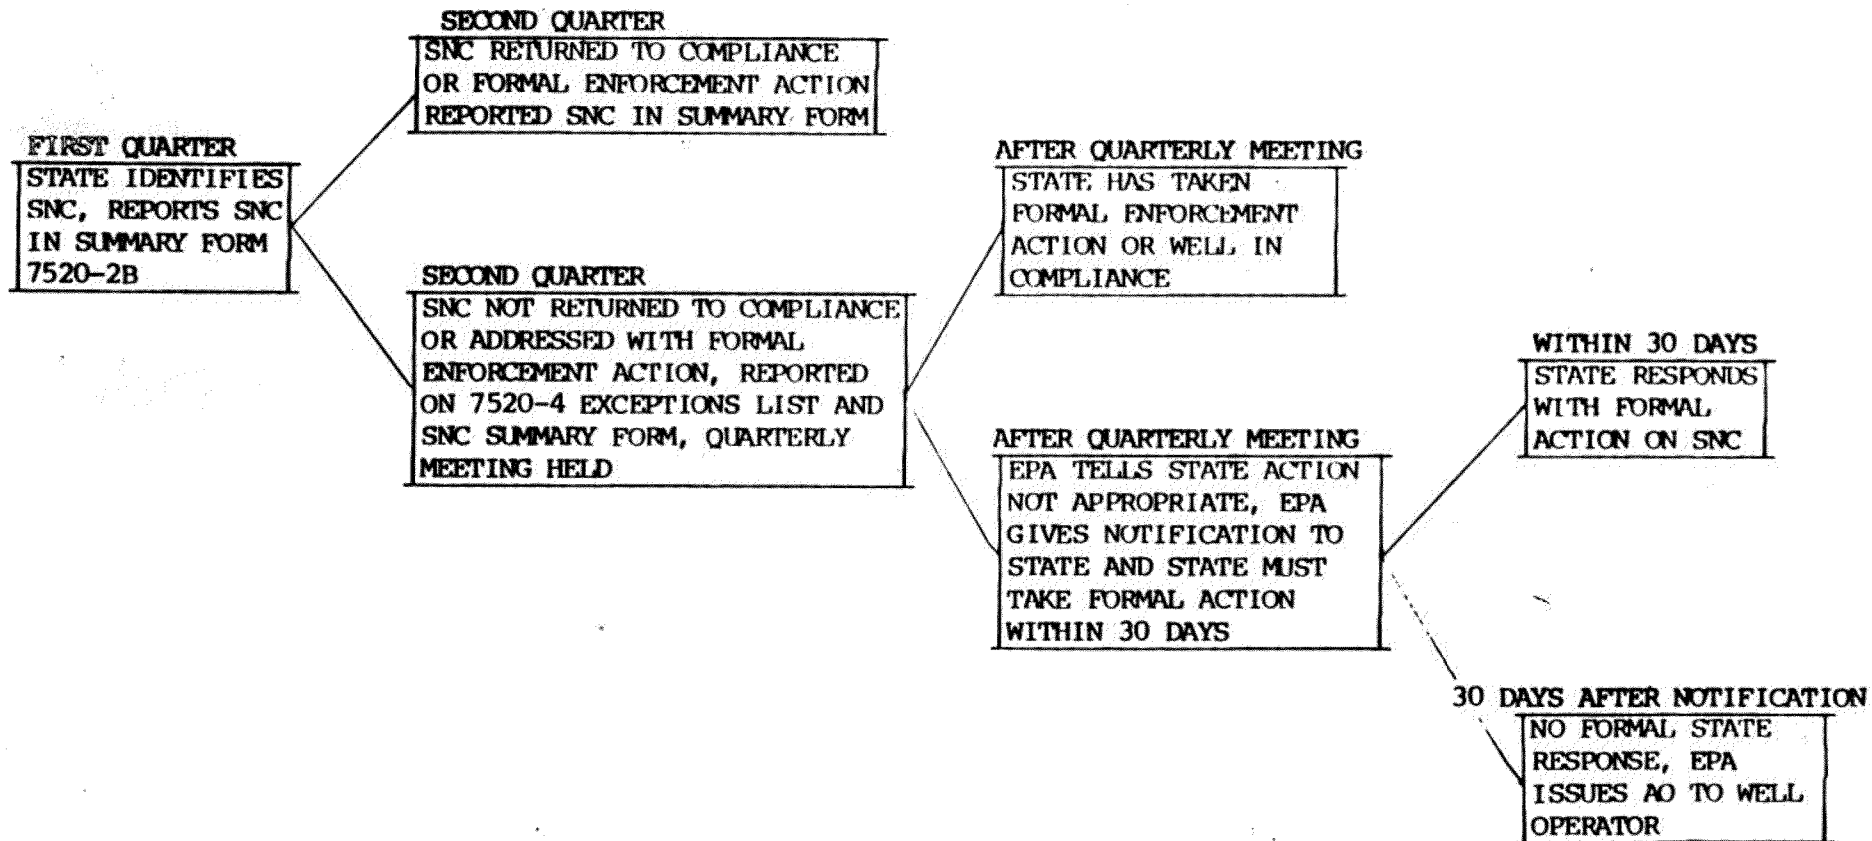 SECOND QUARTER
SNC RETURNED TO COMPLIANCE
OR FORMAL ENFORCEMENT ACTION
REPORTED SNC IN SUMMARY FORM
FIRST QUARTER
STATE IDENTIFIES
SNC, REPORTS SNC
IN SUMMARY FORM
7520-2B
SECOND QUARTER
SNC NOT RETURNED TO COMPLIANCE
OR ADDRESSED WITH FORMAL
ENFORCEMENT ACTION, REPORTED
ON 7520-4 EXCEPTIONS LIST AND
SNC SUMMARY FORM, QUARTERLY
MEETING HELD
AFTER QUARTERLY MEETING
STATE HAS TAKEN
FORMAL ENFORCEMENT
ACTION OR WELL IN
COMPLIANCE
AFTER QUARTERLY MEETING
EPA TELLS STATE ACTION
NOT APPROPRIATE, EPA
GIVES NOTIFICATION TO
STATE AND STATE MUST
TAKE FORMAL ACTION
WITHIN 30 DAYS
WITHIN 30 DAYS
STATE RESPONDS
WITH FORMAL
ACTION ON SNC
30 DAYS AFTER NOTIFICATION
NO FORMAL STATE
RESPONSE, EPA
ISSUES AO TO WELL
OPERATOR